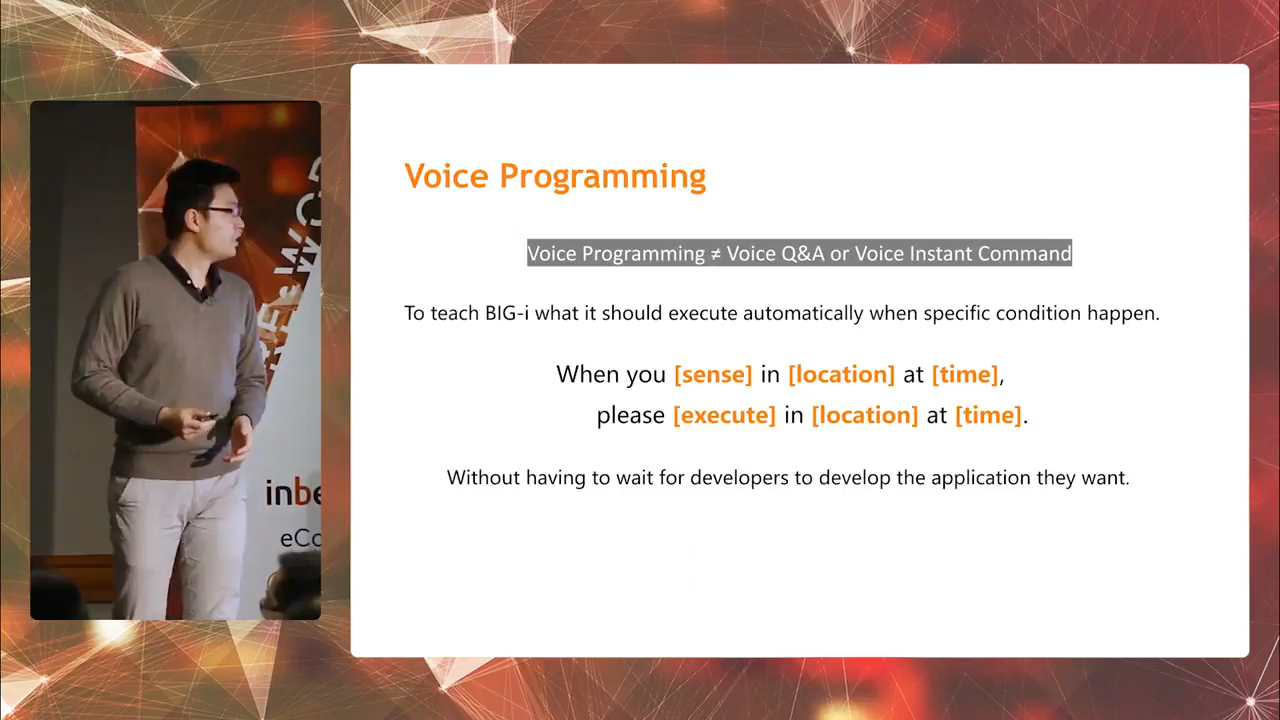 Voice Programming
Voice Programming ≠ Voice Q&A or Voice Instant Command
To teach BIG-i what it should execute automatically when specific condition happen.
When you [sense] in [location] at [time],
please [execute] in [location] at [time].
Without having to wait for developers to develop the application they want.
inbe
eCo